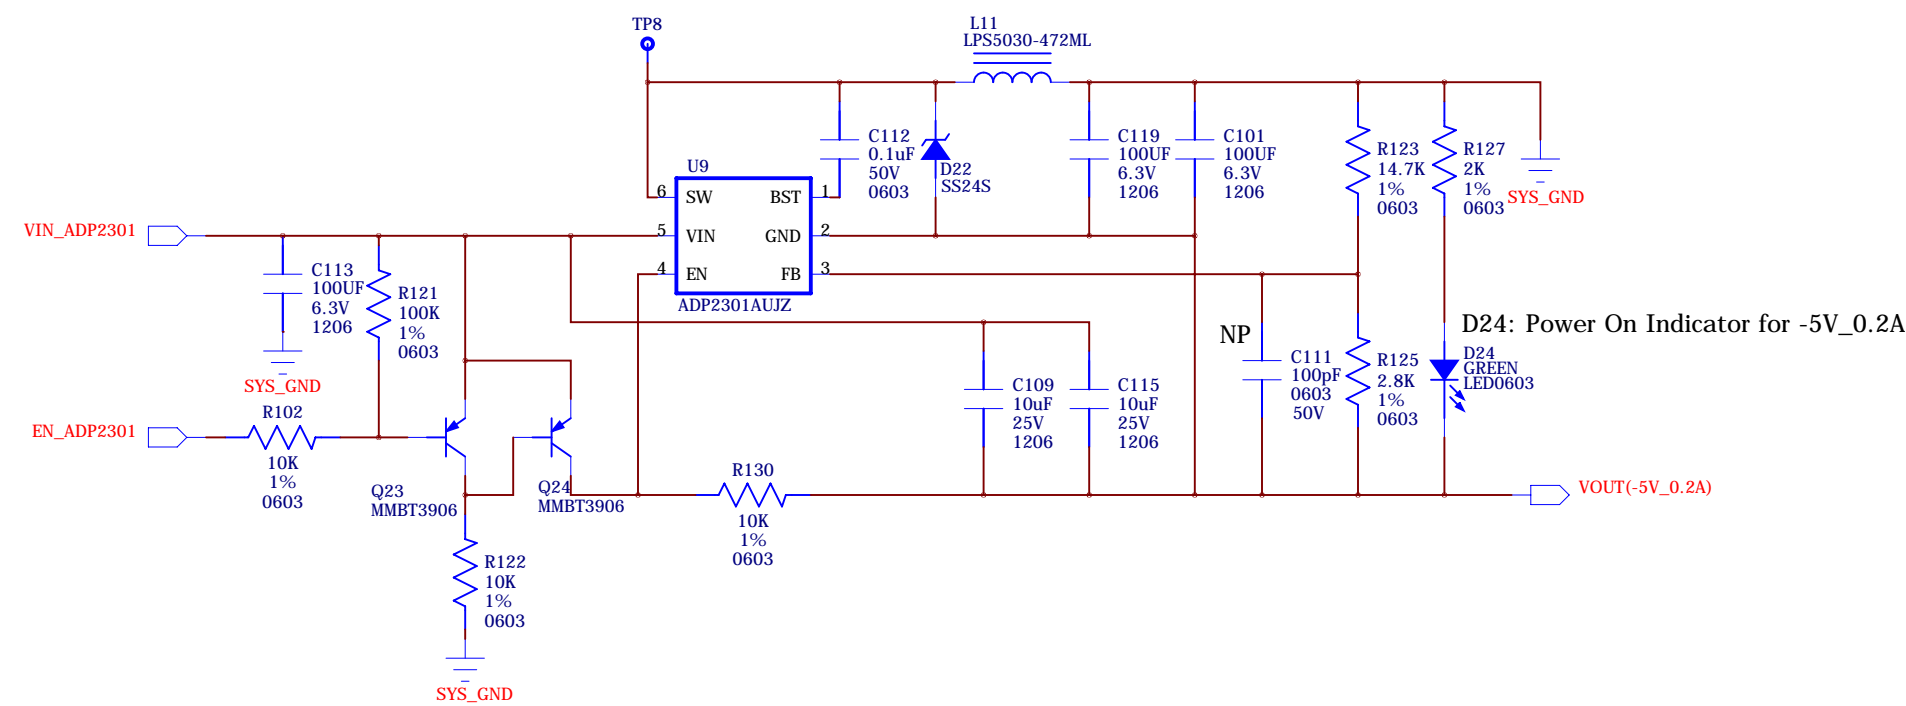 TP8
L11
LPS5030-472ML
C112
0.1uF
50V
0603
D22
SS24S
C119
100UF
6.3V
1206
C101
100UF
6.3V
1206
R123
14.7K
1%
0603
R127
2K
1%
0603
SYS_GND
U9
6 SW BST 1
5 VIN GND 2
4 EN FB 3
ADP2301AUJZ
VIN_ADP2301
C113
100UF
6.3V
1206
SYS_GND
R121
100K
1%
0603
EN_ADP2301
R102
10K
1%
0603
Q23
MMBT3906
Q24
MMBT3906
R122
10K
1%
0603
SYS_GND
R130
10K
1%
0603
C109
10uF
25V
1206
C115
10uF
25V
1206
NP
C111
100pF
0603
50V
R125
2.8K
1%
0603
D24: Power On Indicator for -5V_0.2A
D24
GREEN
LED0603
VOUT(-5V_0.2A)